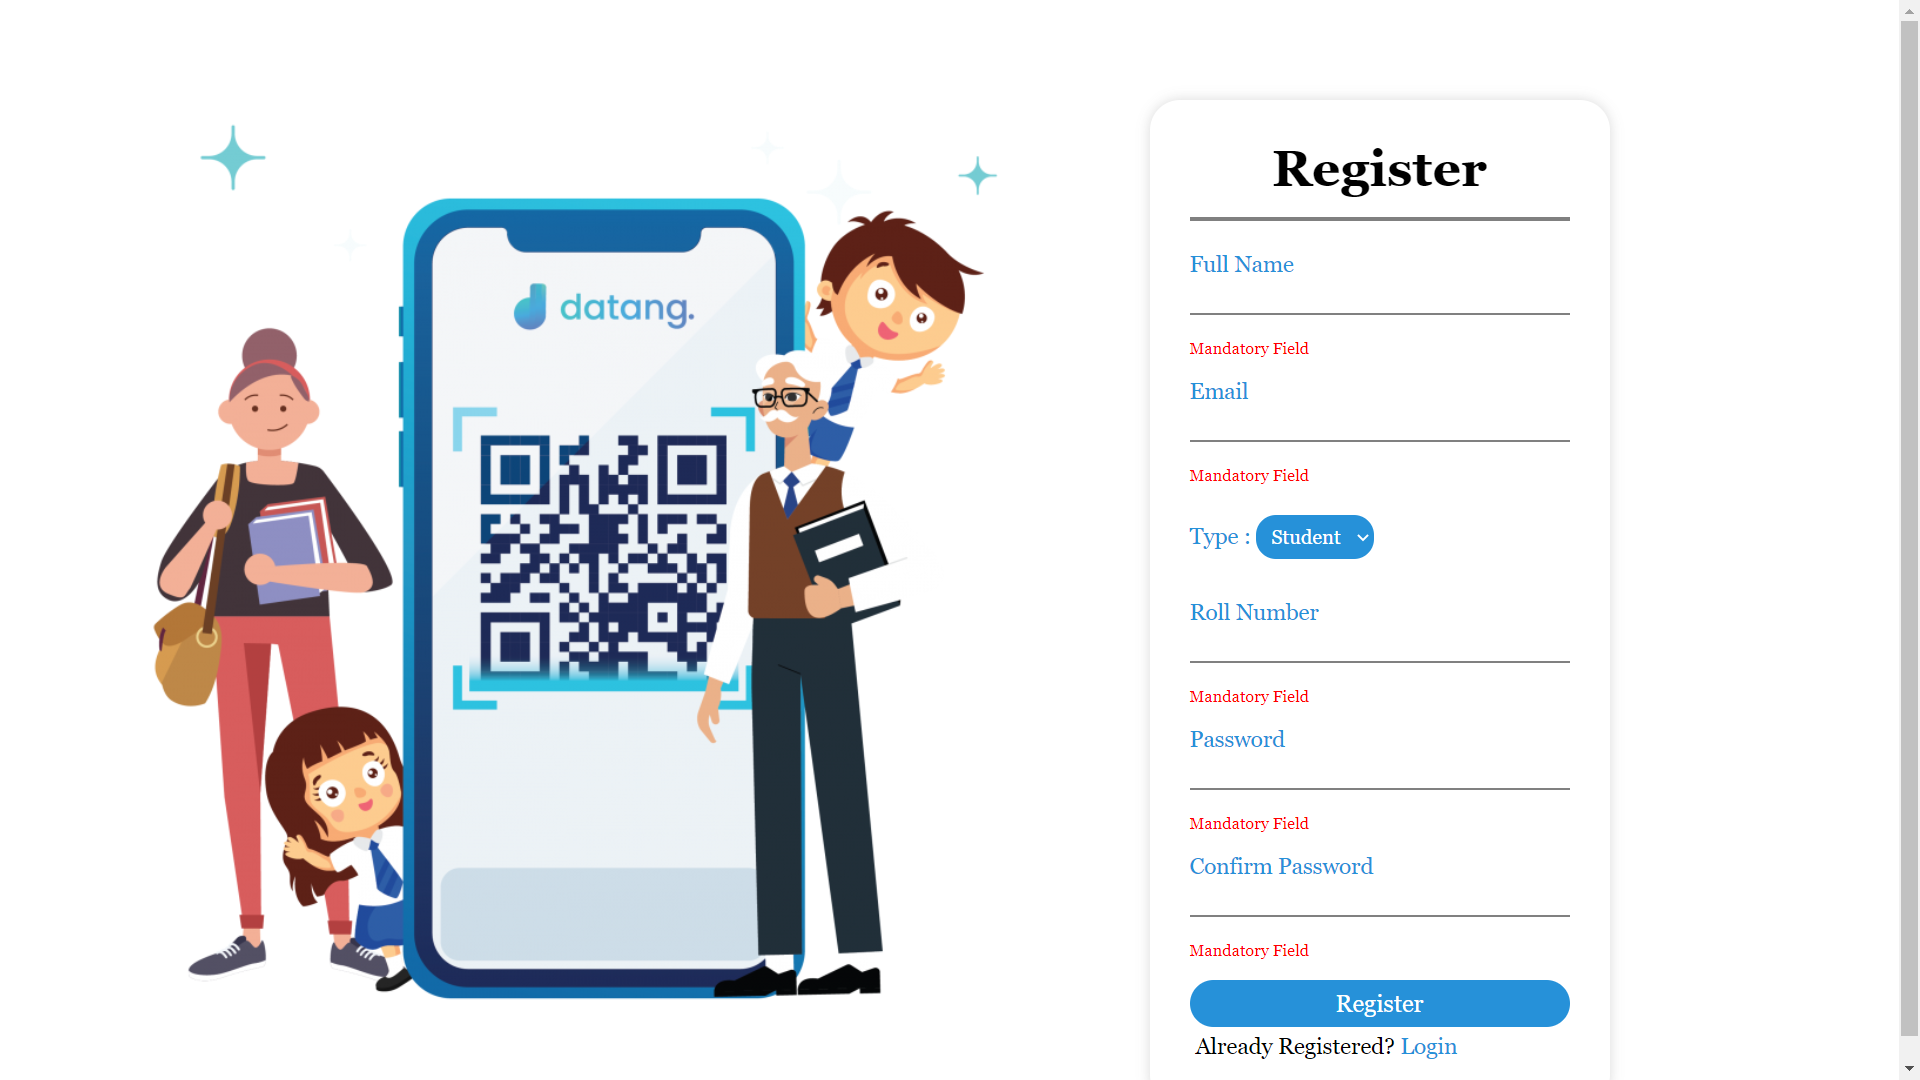 datang.
Register
Full Name
Mandatory Field
Email
Mandatory Field
Type : Student
Roll Number
Mandatory Field
Password
Mandatory Field
Confirm Password
Mandatory Field
Register
Already Registered? Login